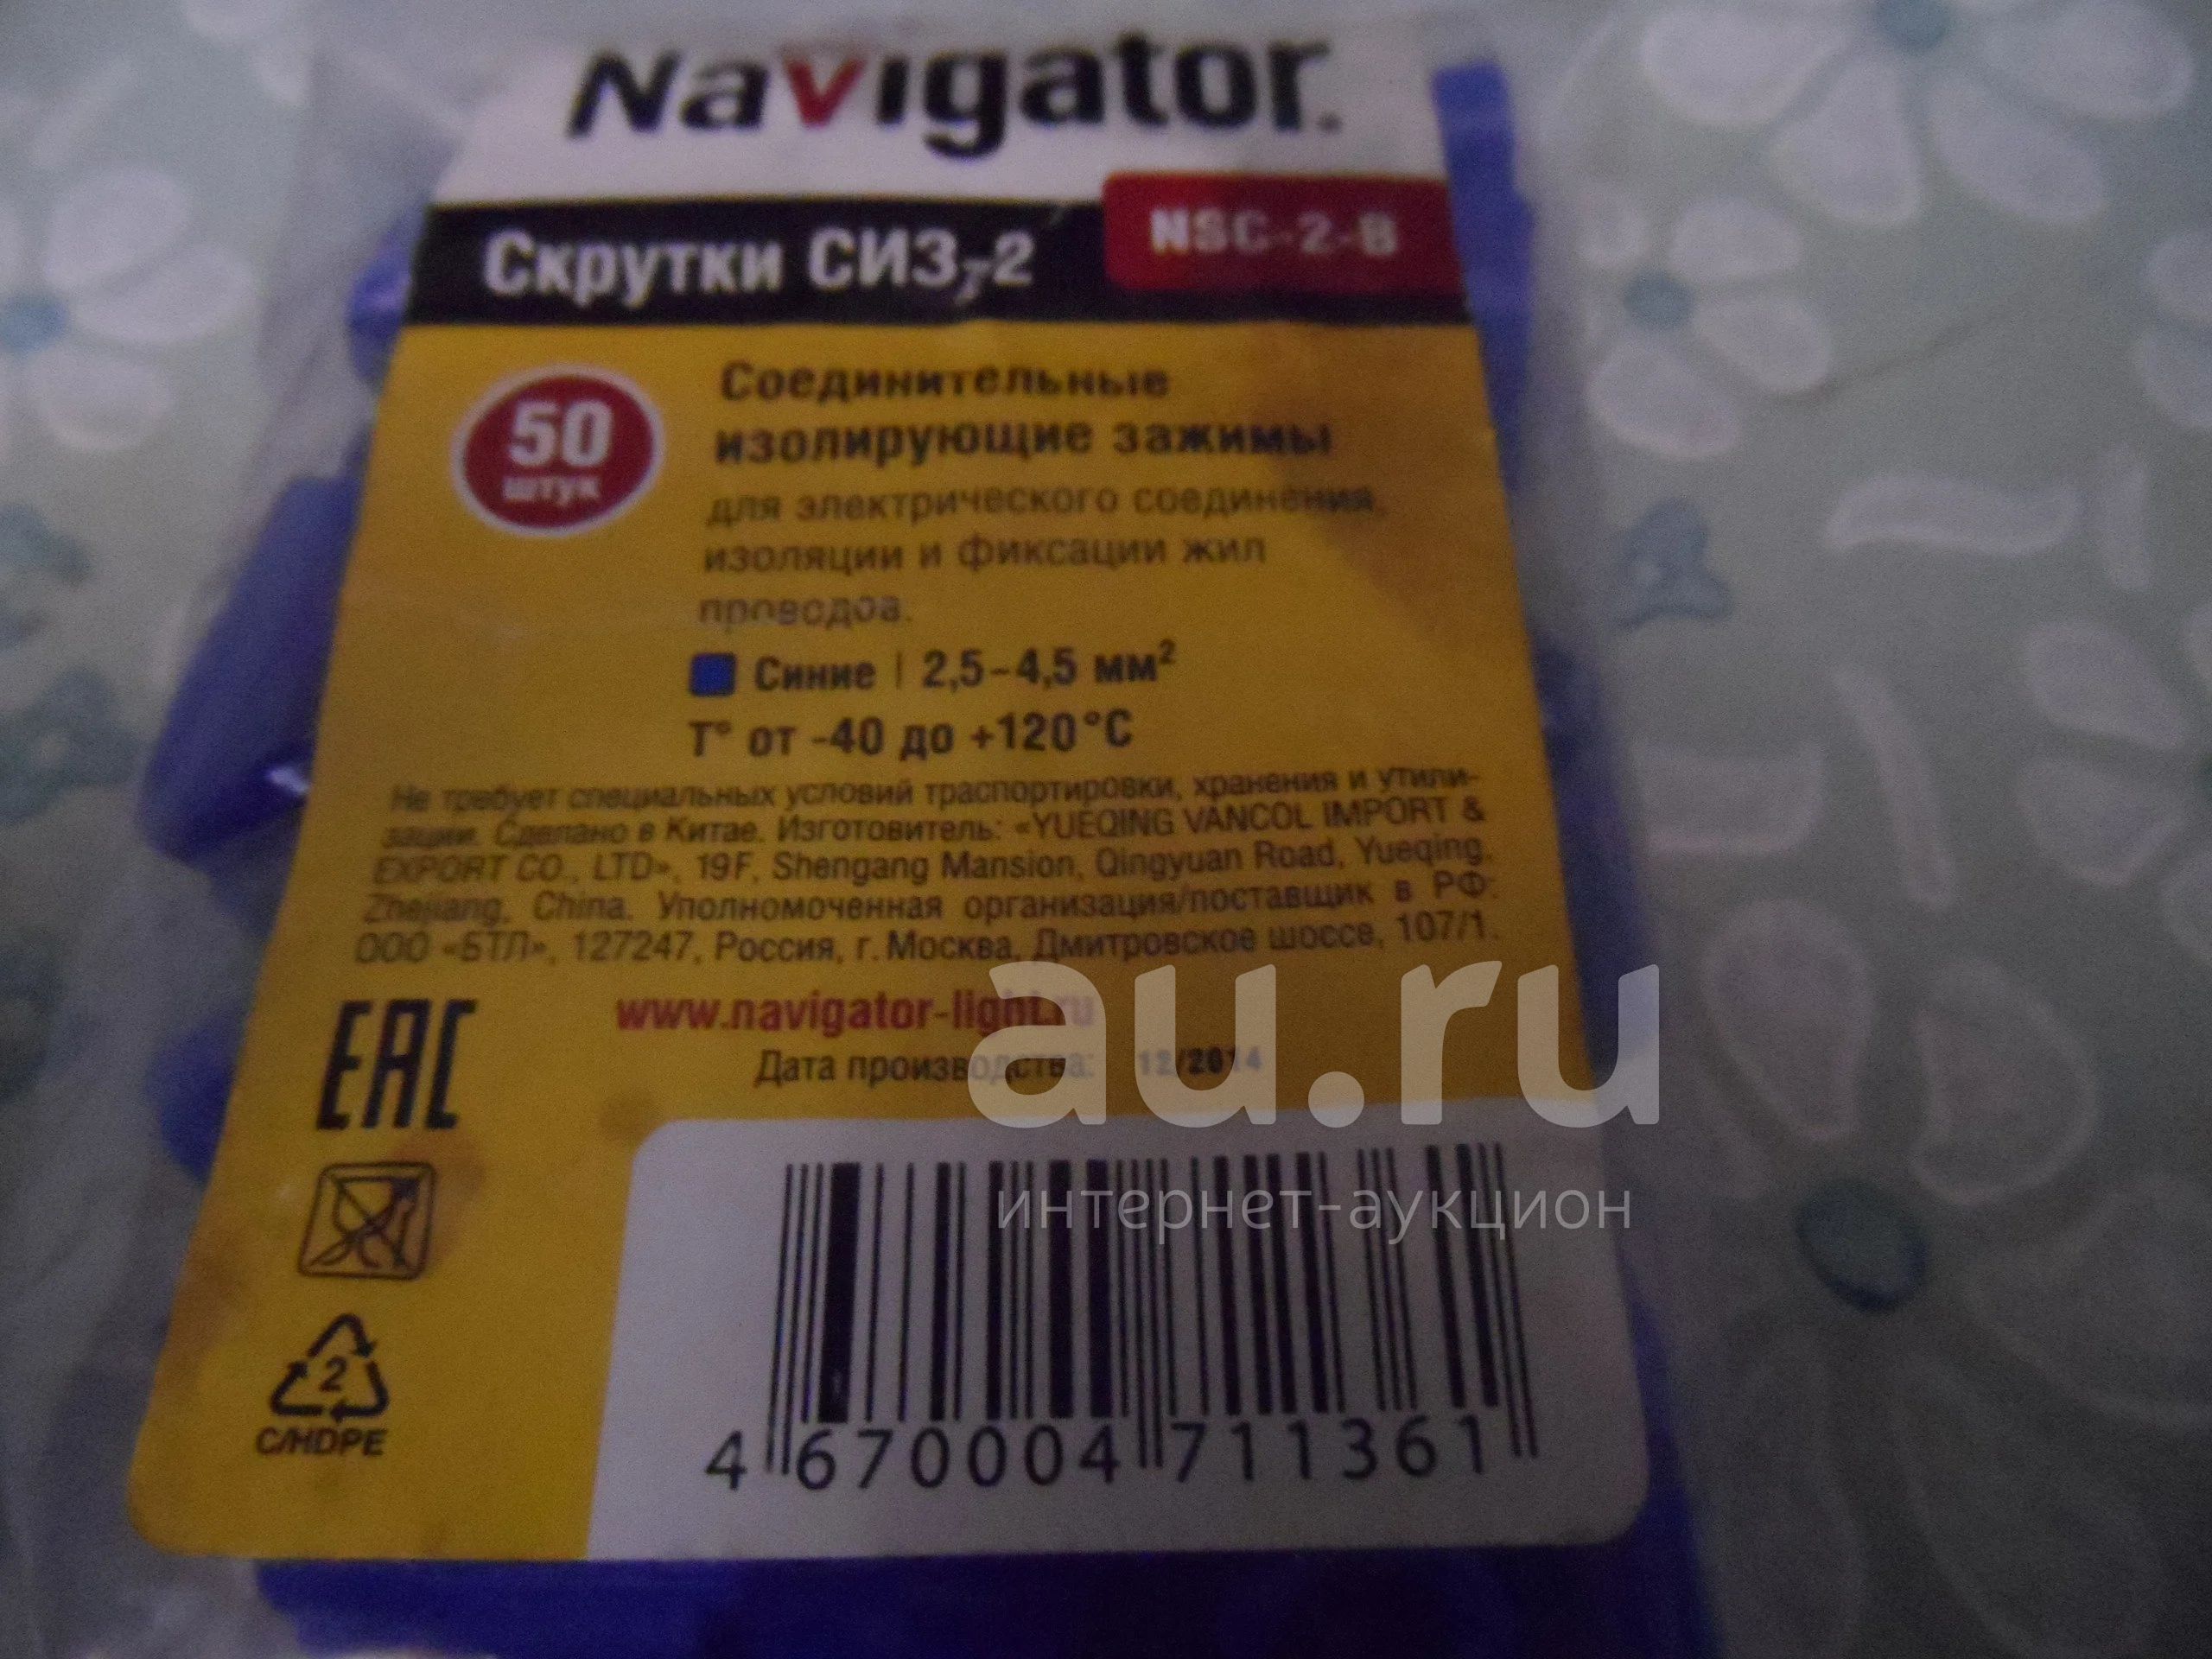 Navigator.
Скрутки СИЗ-2
NSC-2-B
50
штук
Соединительные
изолирующие зажимы
для электрического соединения,
изоляции и фиксации жил
проводов.
Синие | 2,5-4,5 мм²
T° от -40 до +120°C
Не требует специальных условий траспортировки, хранения и утили-
зации. Сделано в Китае. Изготовитель: «YUEQING VANCOL IMPORT &
EXPORT CO., LTD», 19F, Shengang Mansion, Qingyuan Road, Yueqing,
Zhejiang, China. Уполномоченная организация/поставщик в РФ:
ООО «БТЛ», 127247, Россия, г. Москва, Дмитровское шоссе, 107/1.
www.navigator-light.ru
Дата производства: 12/2014
EAC
2
C/HDPE
4 670004 711361
au.ru
интернет-аукцион